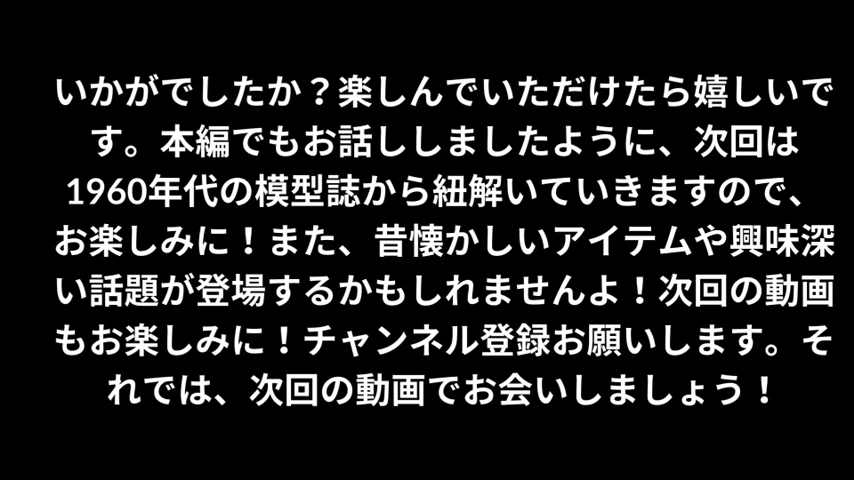 いかがでしたか？楽しんでいただけたら嬉しいで
す。本編でもお話ししましたように、次回は
1960年代の模型誌から紐解いていきますので、
お楽しみに！また、昔懐かしいアイテムや興味深
い話題が登場するかもしれませんよ！次回の動画
もお楽しみに！チャンネル登録お願いします。そ
れでは、次回の動画でお会いしましょう！